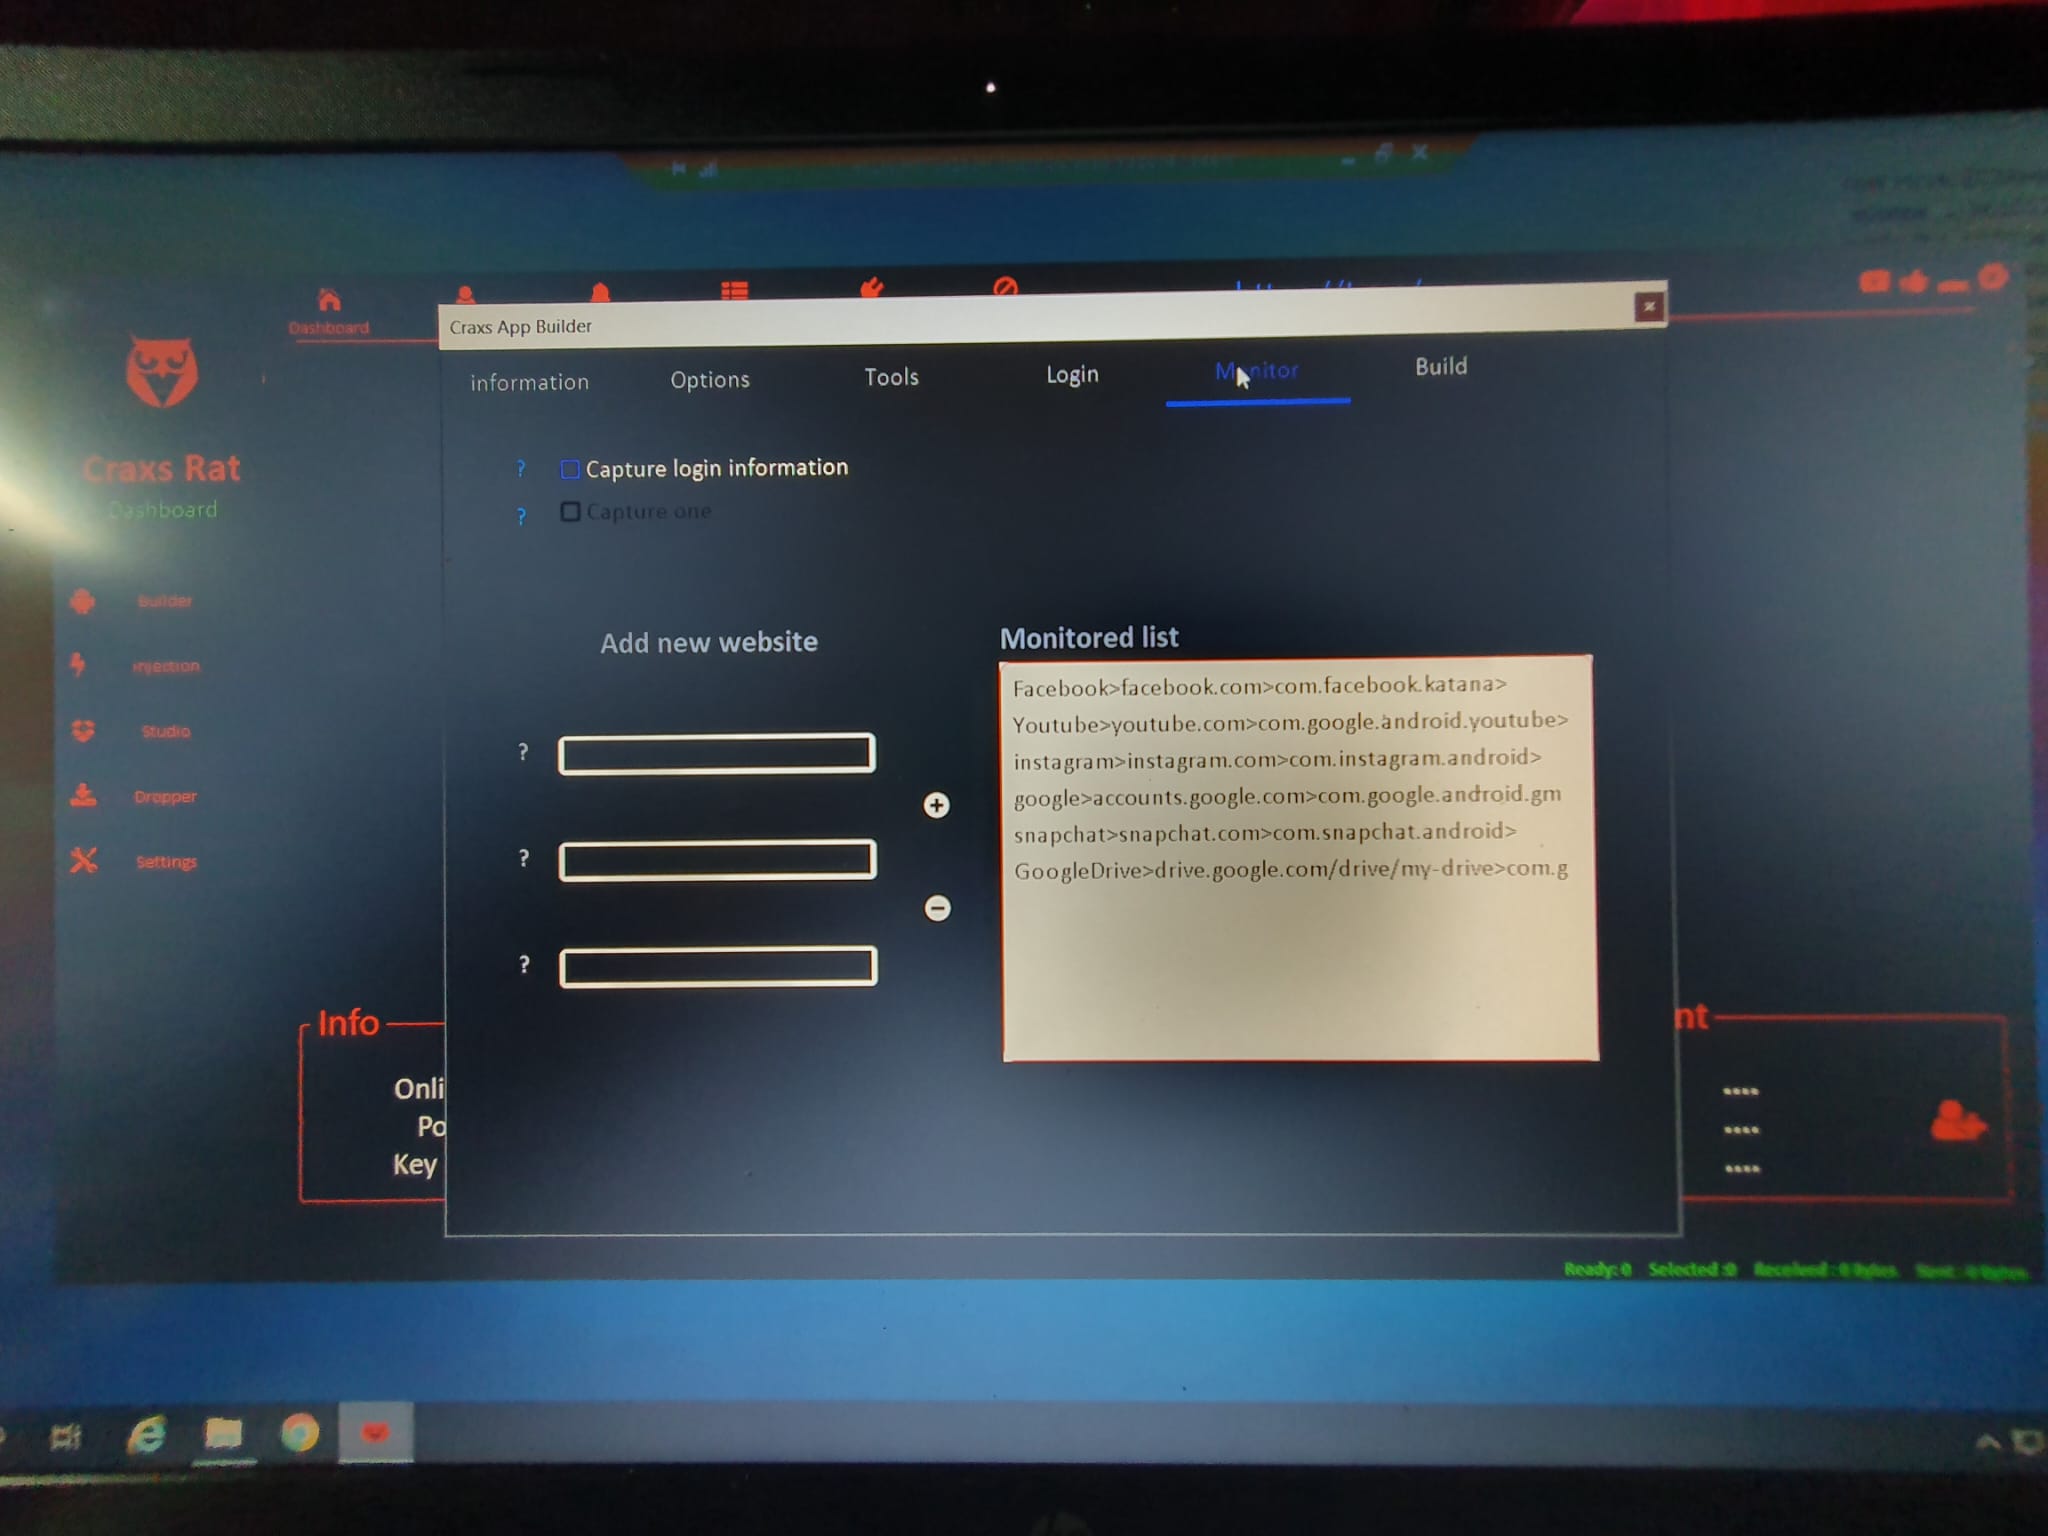 Dashboard
Craxs App Builder
information
Options
Tools
Login
Monitor
Build
Craxs Rat
Dashboard
Builder
Injection
Studio
Dropper
Settings
? Capture login information
? Capture one
Add new website
Monitored list
Facebook>facebook.com>com.facebook.katana>
Youtube>youtube.com>com.google.android.youtube>
instagram>instagram.com>com.instagram.android>
google>accounts.google.com>com.google.android.gm
snapchat>snapchat.com>com.snapchat.android>
GoogleDrive>drive.google.com/drive/my-drive>com.g
?
?
?
Info
Onli
Po
Key
nt
Ready: 0 Selected :0 Received : 0 Bytes